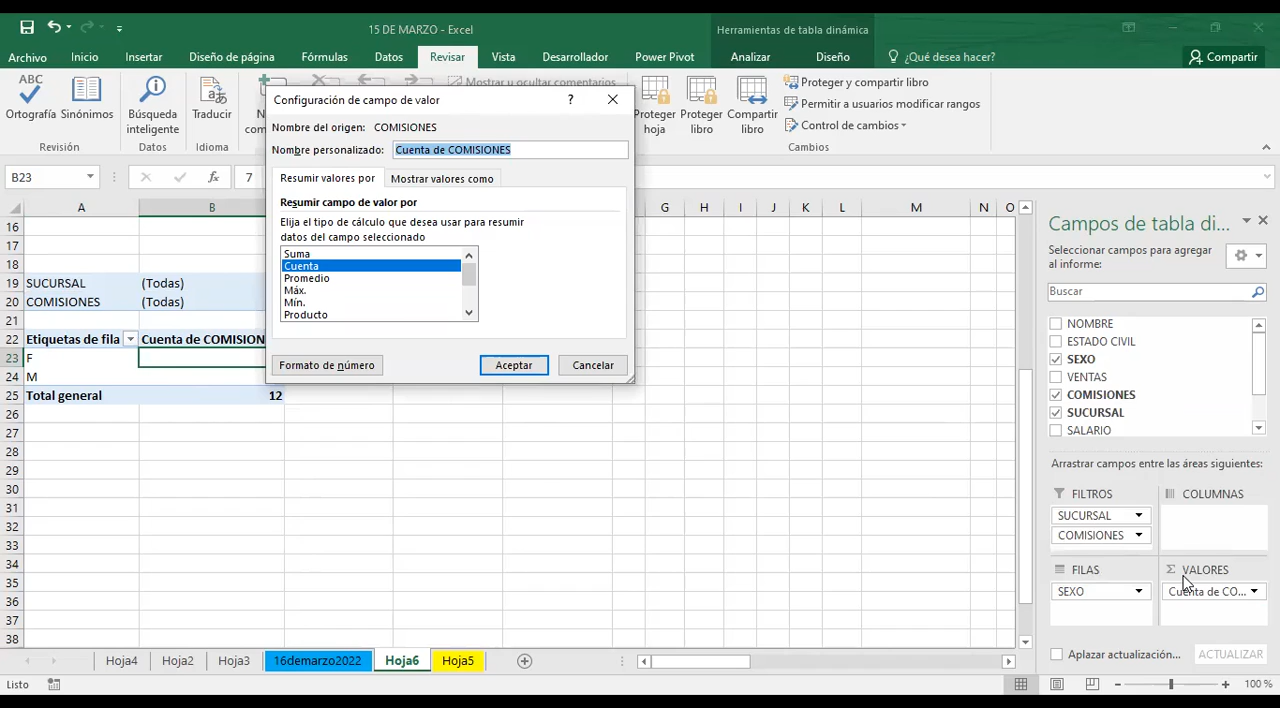 15 DE MARZO - Excel
Herramientas de tabla dinámica
Archivo Inicio Insertar Diseño de página Fórmulas Datos Revisar Vista Desarrollador Power Pivot Analizar Diseño ¿Qué desea hacer? Compartir
ABC
Ortografía Sinónimos
Búsqueda inteligente
Traducir
Mostrar u ocultar comentarios
Proteger hoja
Proteger libro
Compartir libro
Proteger y compartir libro
Permitir a usuarios modificar rangos
Control de cambios
Revisión Datos Idioma Cambios
B23 fx 7
Configuración de campo de valor ?
Nombre del origen: COMISIONES
Nombre personalizado: Cuenta de COMISIONES
Resumir valores por Mostrar valores como
Resumir campo de valor por
Elija el tipo de cálculo que desea usar para resumir
datos del campo seleccionado
Suma
Cuenta
Promedio
Máx.
Mín.
Producto
Formato de número Aceptar Cancelar
A B G H I J K L M N O
16
17
18
19 SUCURSAL (Todas)
20 COMISIONES (Todas)
21
22 Etiquetas de fila Cuenta de COMISION
23 F
24 M
25 Total general 12
26
27
28
29
30
31
32
33
34
35
36
37
38
Campos de tabla di...
Seleccionar campos para agregar
al informe:
Buscar
NOMBRE
ESTADO CIVIL
SEXO
VENTAS
COMISIONES
SUCURSAL
SALARIO
Arrastrar campos entre las áreas siguientes:
FILTROS COLUMNAS
SUCURSAL
COMISIONES
FILAS Σ VALORES
SEXO Cuenta de CO...
Aplazar actualización... ACTUALIZAR
Hoja4 Hoja2 Hoja3 16demarzo2022 Hoja6 Hoja5
Listo 100 %